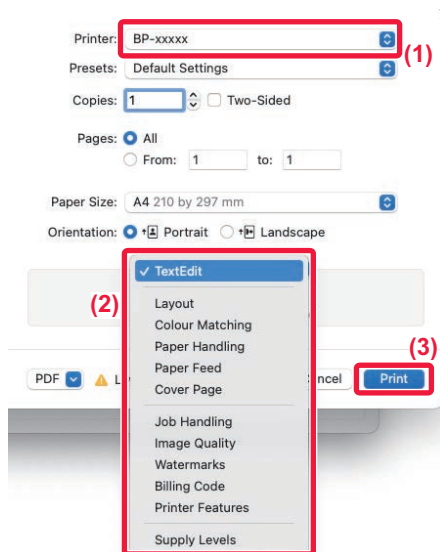 Printer: BP-xxxxx
(1)
Presets: Default Settings
Copies: 1 Two-Sided
Pages: All
From: 1 to: 1
Paper Size: A4 210 by 297 mm
Orientation: Portrait Landscape
✓ TextEdit
(2)
Layout
Colour Matching
Paper Handling
Paper Feed
Cover Page
(3)
PDF L ncel Print
Job Handling
Image Quality
Watermarks
Billing Code
Printer Features
Supply Levels